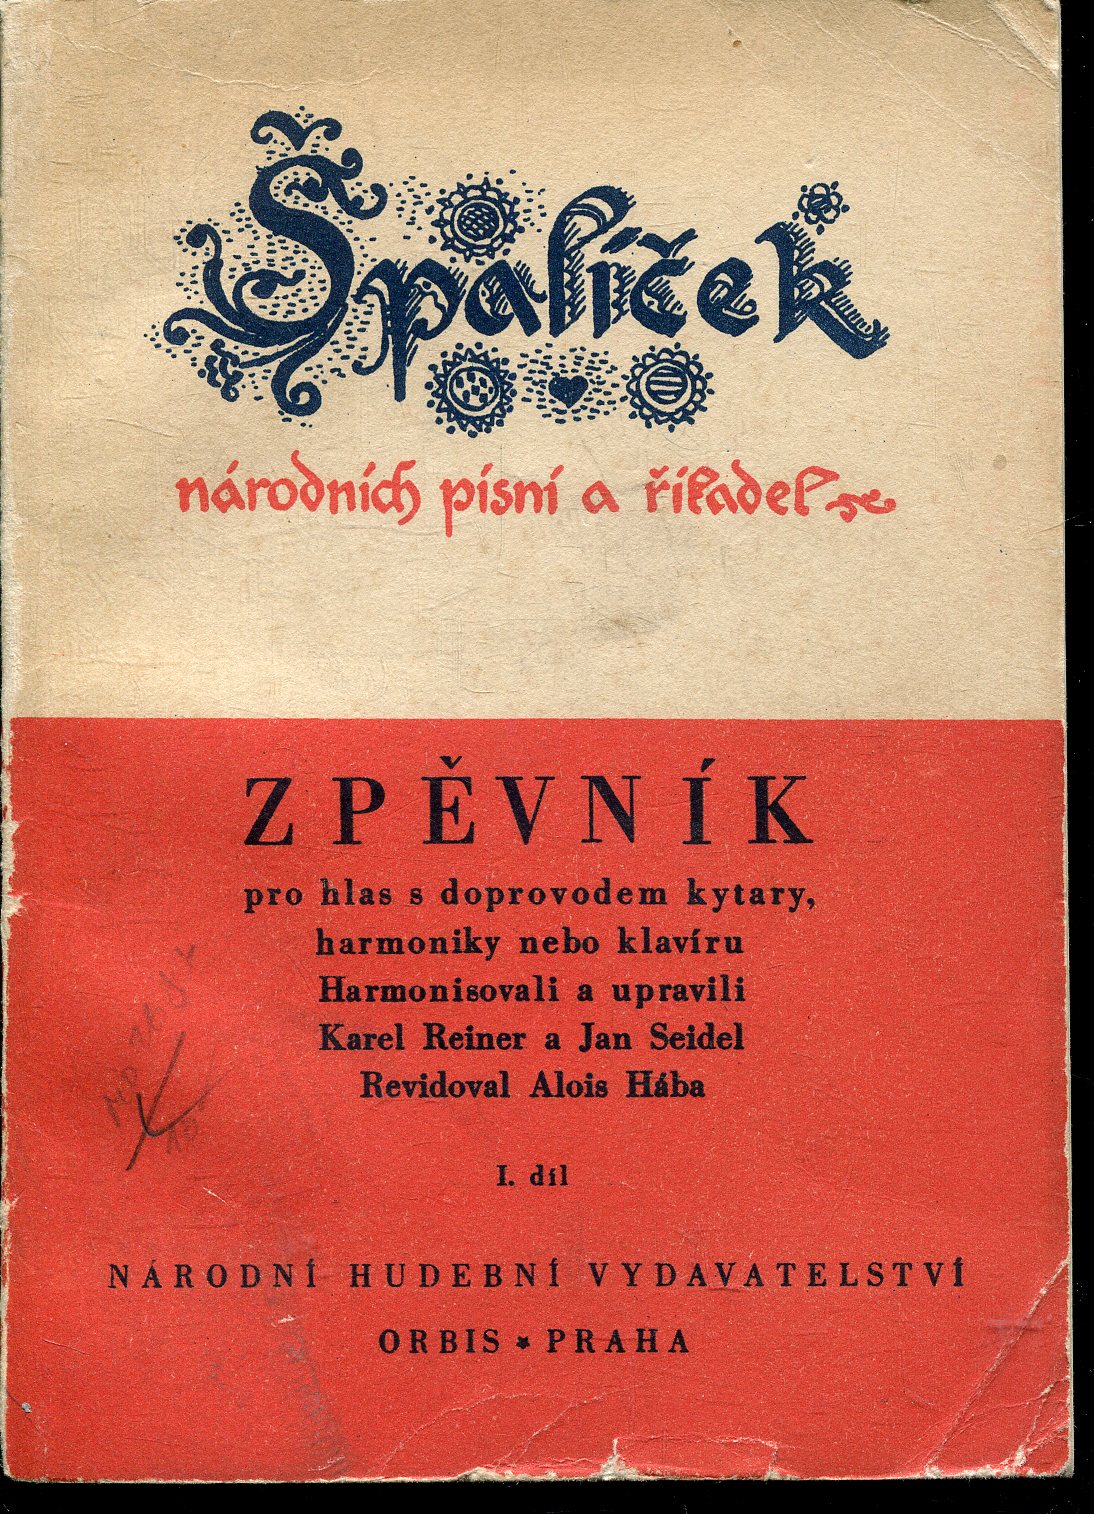 Špalíček
národních písní a říkadel
ZPĚVNÍK
pro hlas s doprovodem kytary,
harmoniky nebo klavíru
Harmonisovali a upravili
Karel Reiner a Jan Seidel
Revidoval Alois Hába
I. díl
NÁRODNÍ HUDEBNÍ VYDAVATELSTVÍ
ORBIS * PRAHA